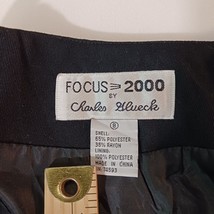 FOCUS 2000
BY
Charles Glueck
8
SHELL:
65% POLYESTER
35% RAYON
LINING:
100% POLYESTER
MADE IN CHINA